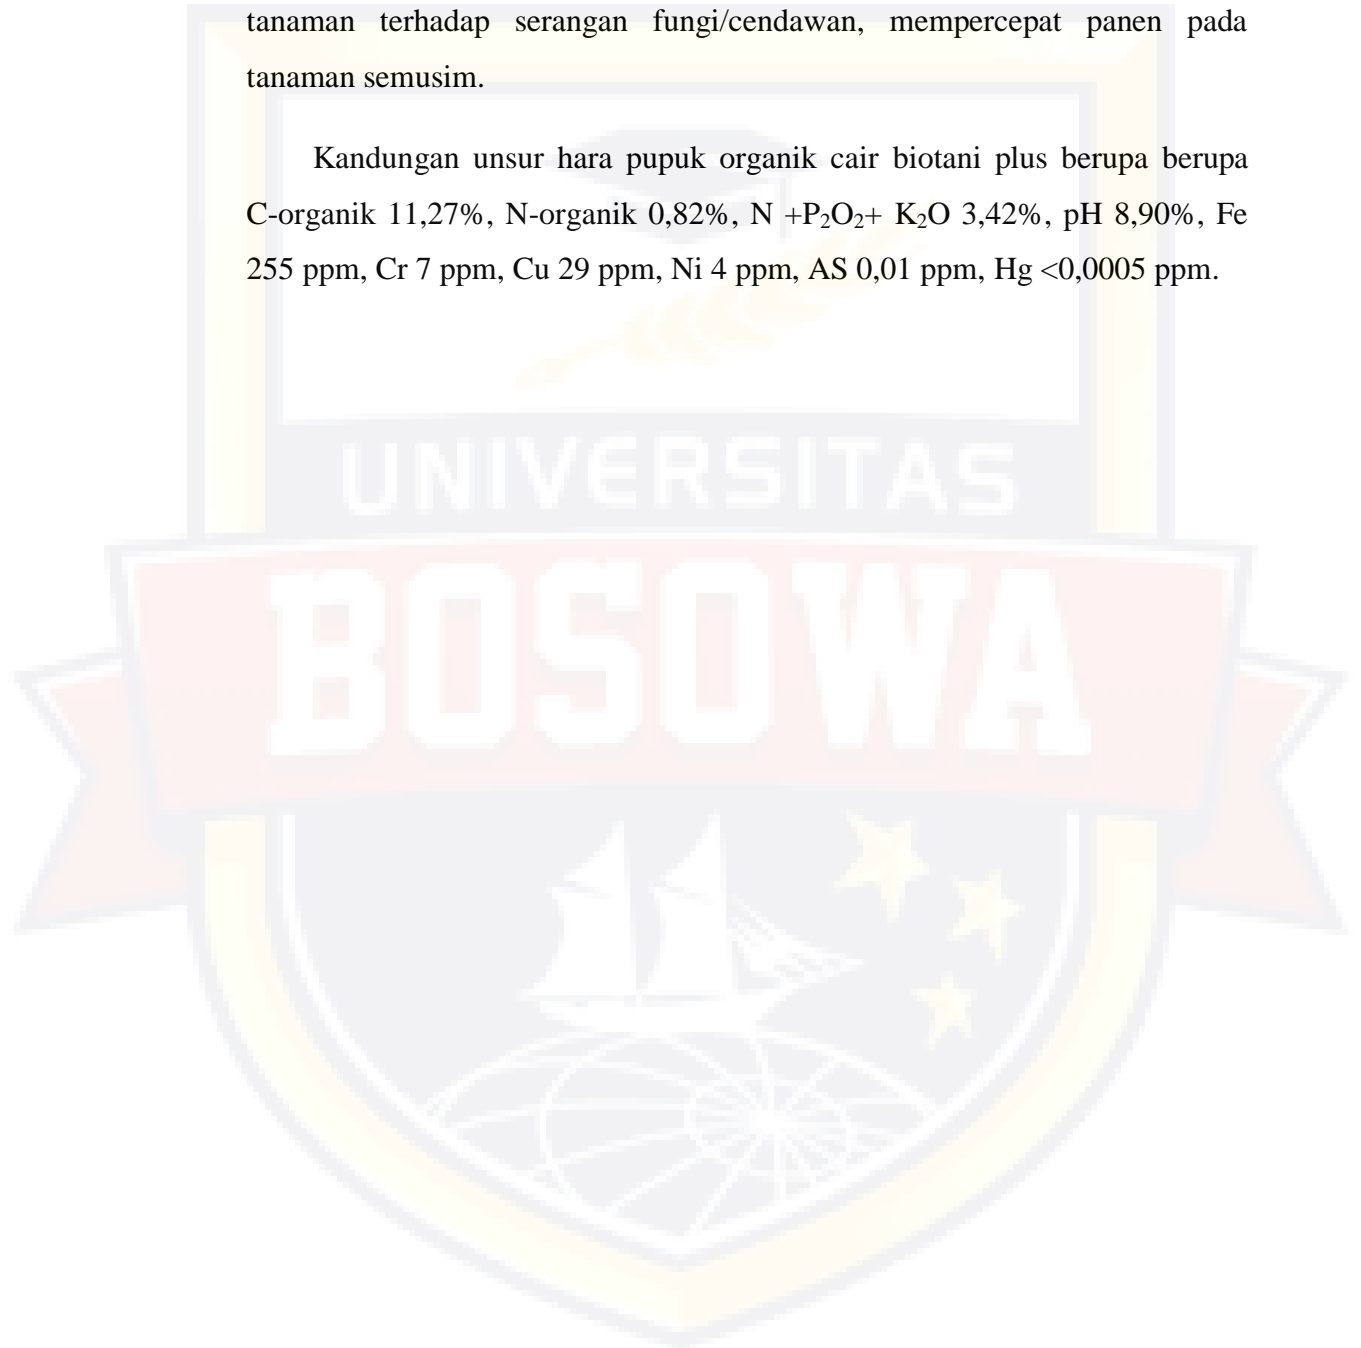 tanaman terhadap serangan fungi/cendawan, mempercepat panen pada
tanaman semusim.
Kandungan unsur hara pupuk organik cair biotani plus berupa berupa
C-organik 11,27%, N-organik 0,82%, N +P₂O₂+ K₂O 3,42%, pH 8,90%, Fe
255 ppm, Cr 7 ppm, Cu 29 ppm, Ni 4 ppm, AS 0,01 ppm, Hg <0,0005 ppm.
UNIVERSITAS
BOSOWA